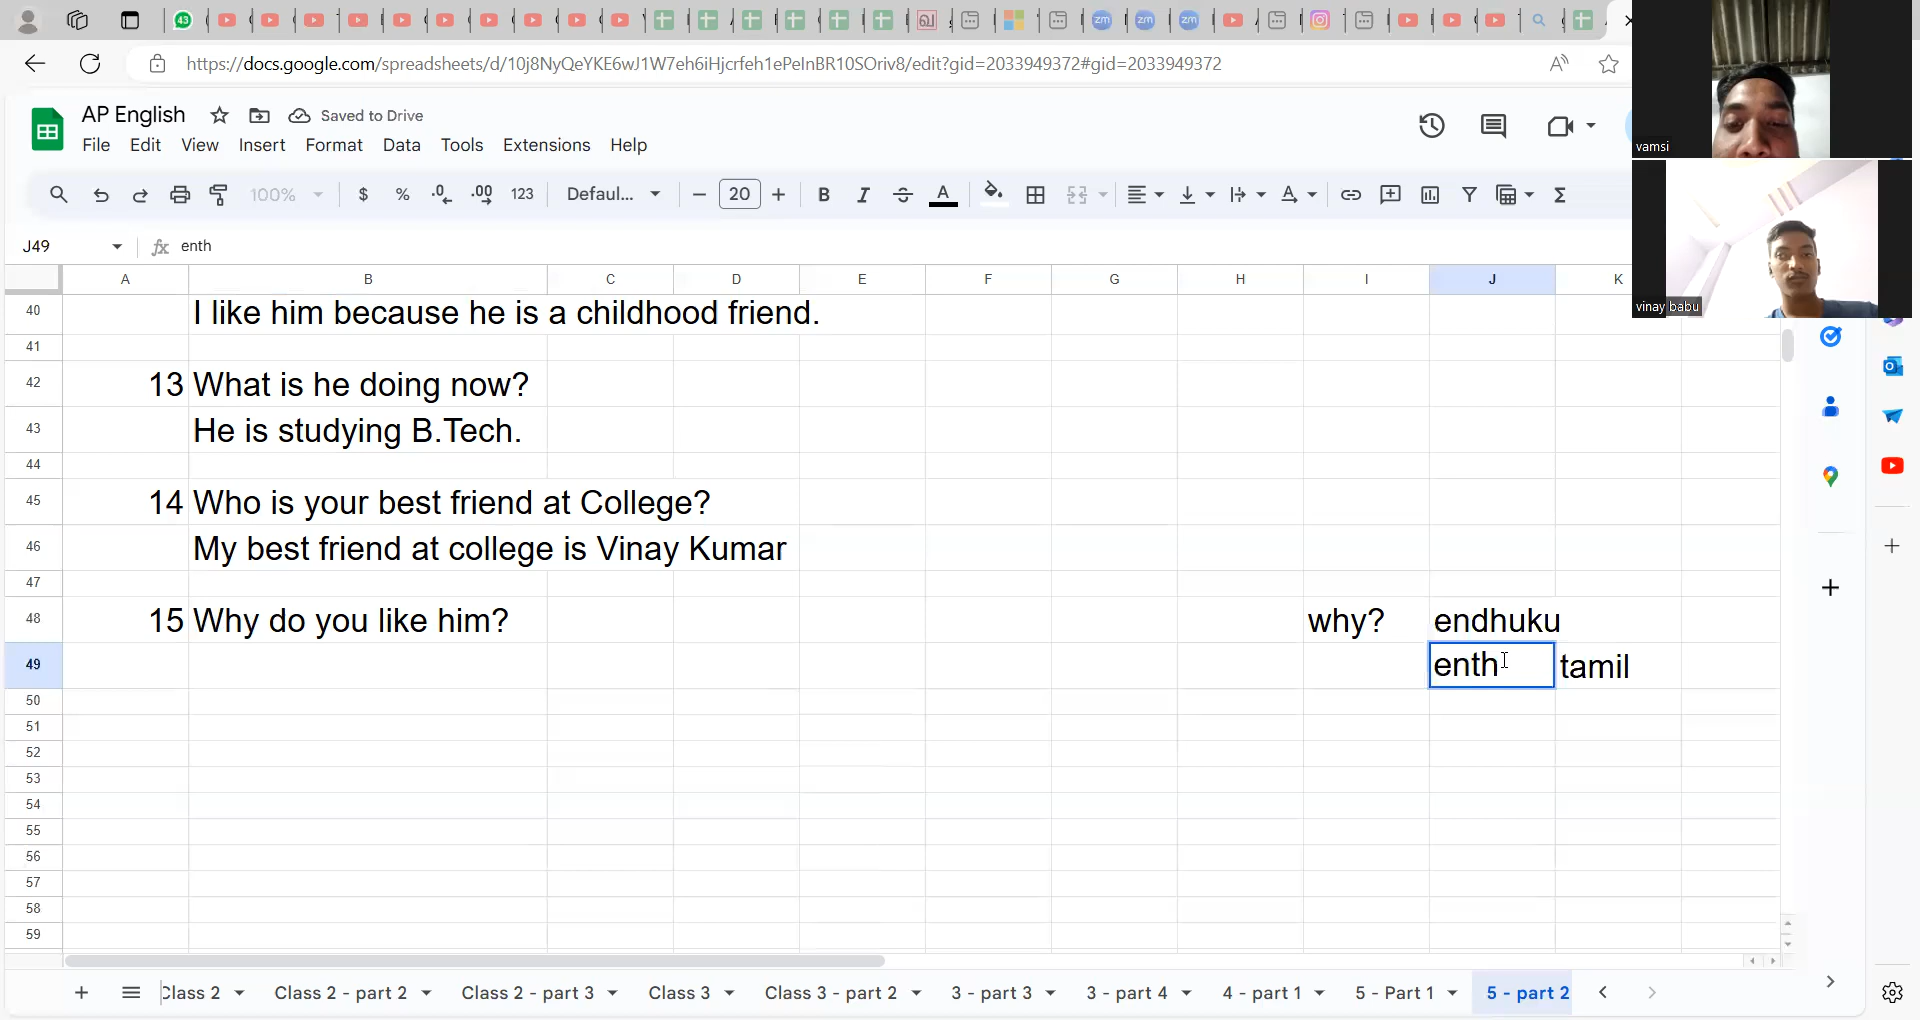 43
https://docs.google.com/spreadsheets/d/10j8NyQeYKE6wJ1W7eh6iHjcrfeh1ePeInBR10SOriv8/edit?gid=2033949372#gid=2033949372
AP English
Saved to Drive
File Edit View Insert Format Data Tools Extensions Help
100% $ % .0 .00 123 Defaul... 20 B I A
vamsi
J49 fx enth
vinay babu
A B C D E F G H I J K
40 I like him because he is a childhood friend.
41
42 13 What is he doing now?
43 He is studying B.Tech.
44
45 14 Who is your best friend at College?
46 My best friend at college is Vinay Kumar
47
48 15 Why do you like him? why? endhuku
49 enth tamil
50
51
52
53
54
55
56
57
58
59
Class 2 Class 2 - part 2 Class 2 - part 3 Class 3 Class 3 - part 2 3 - part 3 3 - part 4 4 - part 1 5 - Part 1 5 - part 2